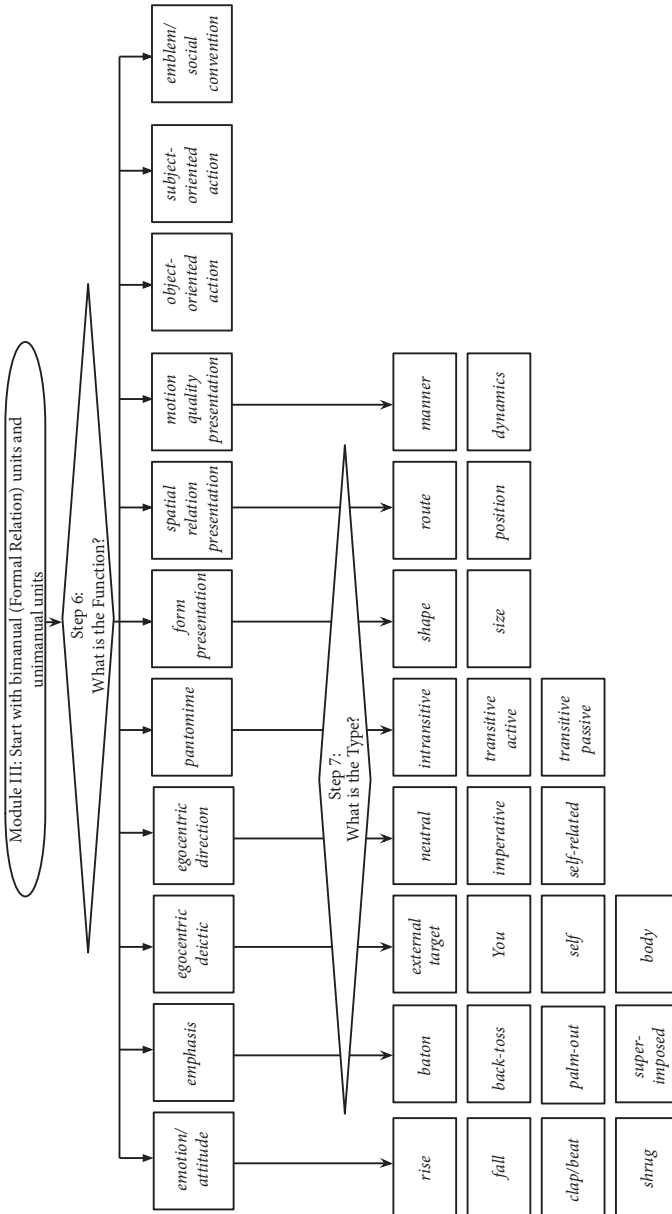 Module III: Start with bimanual (Formal Relation) units and
unimanual units
Step 6:
What is the Function?
emotion/
attitude
emphasis
egocentric
deictic
egocentric
direction
pantomime
form
presentation
spatial
relation
presentation
motion
quality
presentation
object-
oriented
action
subject-
oriented
action
emblem/
social
convention
Step 7:
What is the Type?
rise
baton
external
target
neutral
intransitive
shape
route
manner
fall
back-toss
You
imperative
transitive
active
size
position
dynamics
clap/beat
palm-out
self
self-related
transitive
passive
shrug
super-
imposed
body